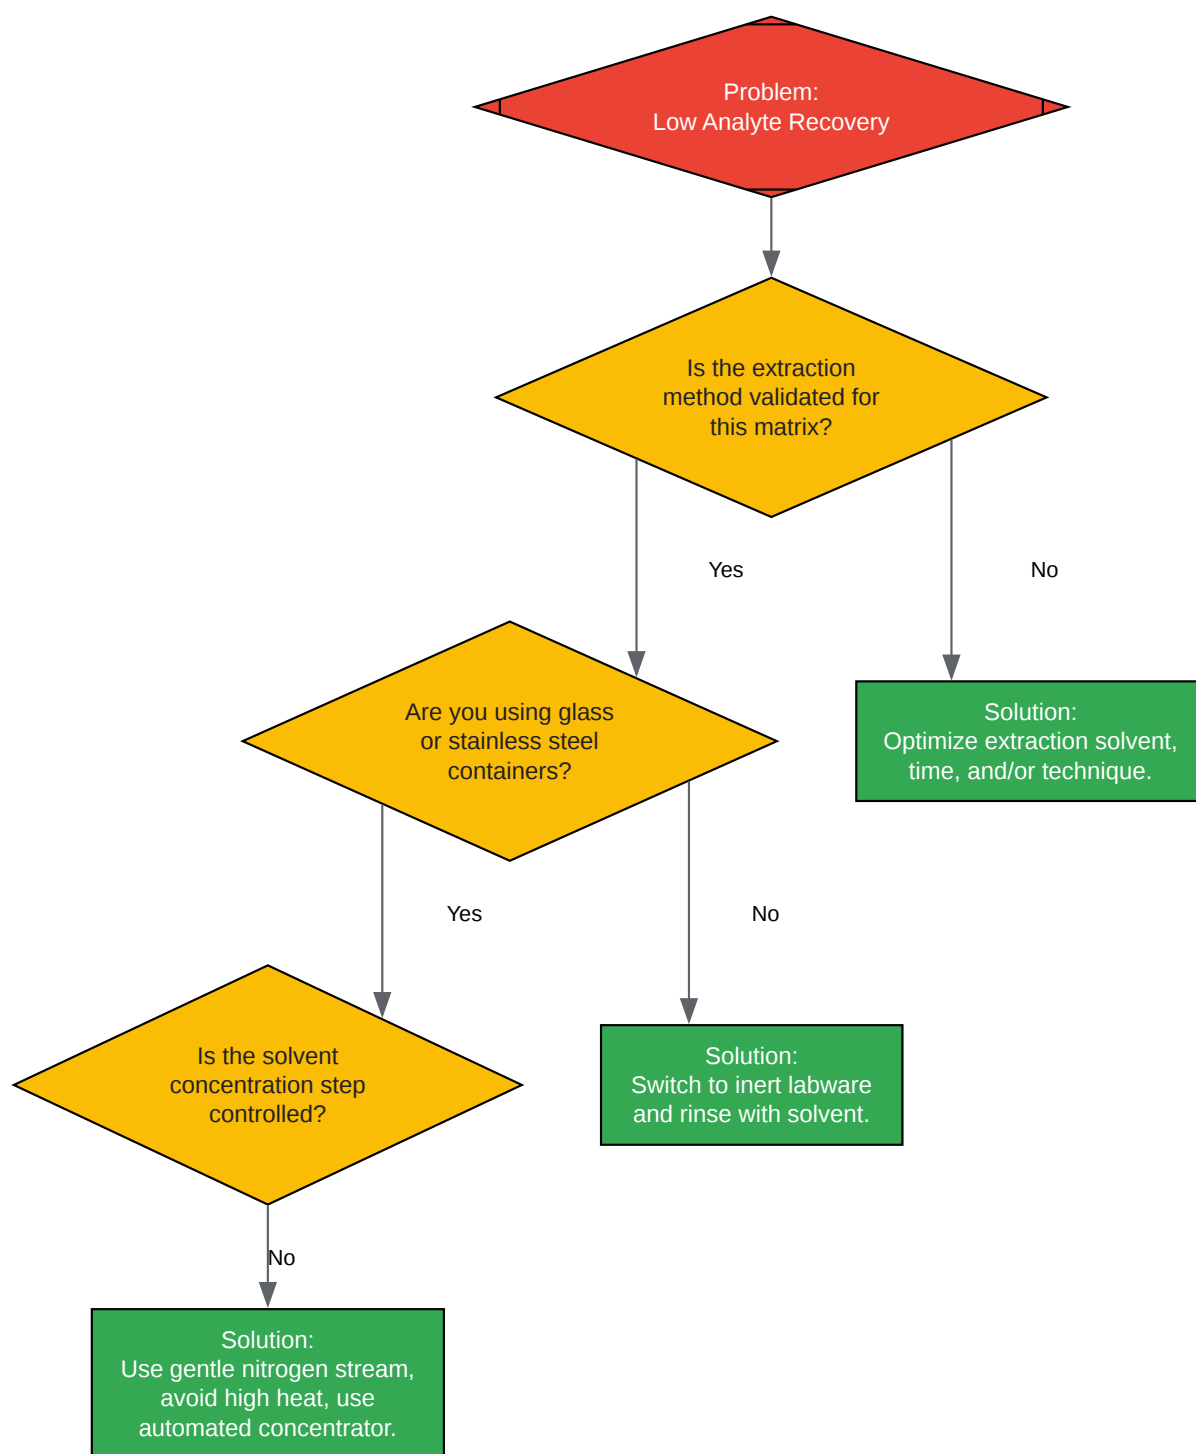 Problem:
Low Analyte Recovery
Is the extraction
method validated for
this matrix?
Yes
No
Are you using glass
or stainless steel
containers?
Solution:
Optimize extraction solvent,
time, and/or technique.
Yes
No
Is the solvent
concentration step
controlled?
Solution:
Switch to inert labware
and rinse with solvent.
No
Solution:
Use gentle nitrogen stream,
avoid high heat, use
automated concentrator.